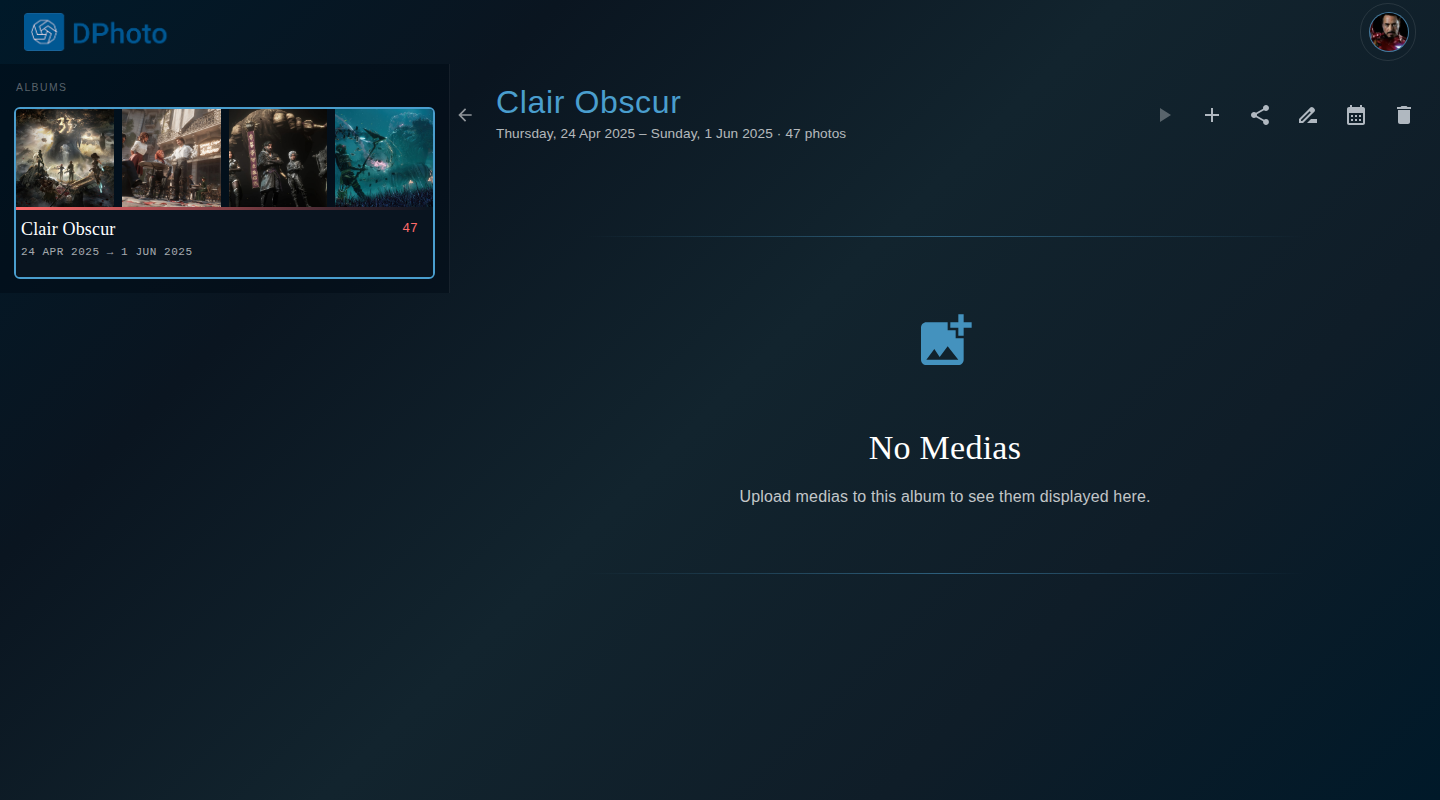 DPhoto
ALBUMS
33
Clair Obscur
47
24 APR 2025 → 1 JUN 2025
Clair Obscur
Thursday, 24 Apr 2025 – Sunday, 1 Jun 2025 · 47 photos
No Medias
Upload medias to this album to see them displayed here.